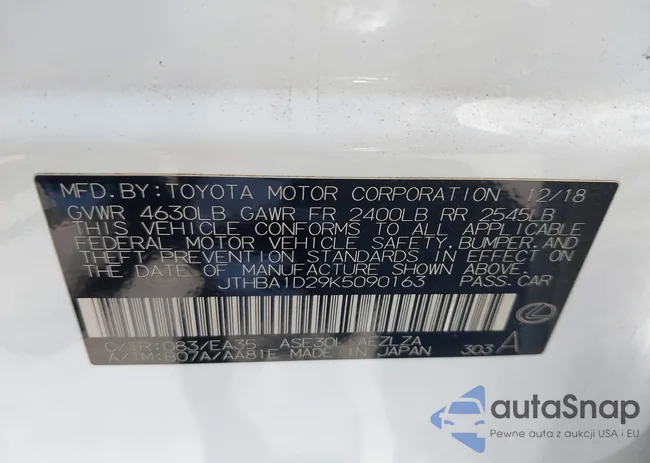 MFD. BY: TOYOTA MOTOR CORPORATION 12/18
GVWR 4630LB GAWR FR 2400LB RR 2545LB
THIS VEHICLE CONFORMS TO ALL APPLICABLE
FEDERAL MOTOR VEHICLE SAFETY, BUMPER, AND
THEFT PREVENTION STANDARDS IN EFFECT ON
THE DATE OF MANUFACTURE SHOWN ABOVE.
JTHBA1D29K5090163 PASS. CAR
C/TR: 083/EA35 ASE30L-AEZLZA
A/TM: B07A/AA81E MADE IN JAPAN 303 A
autaSnap
Pewne auta z aukcji USA i EU